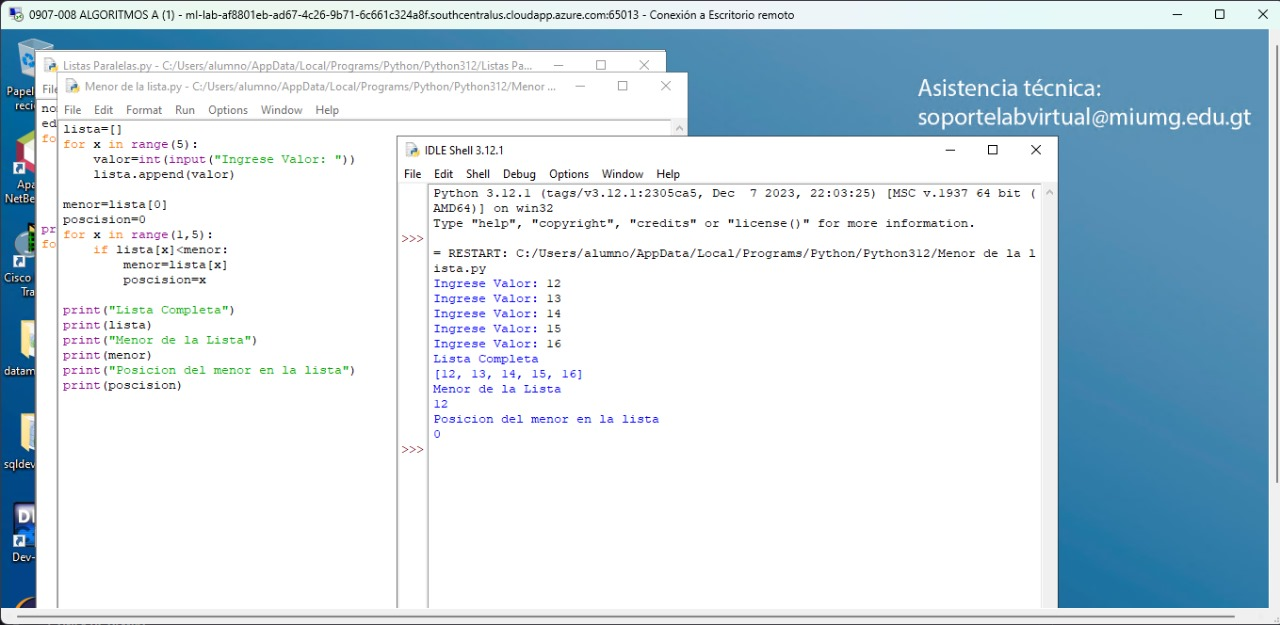 0907-008 ALGORITMOS A (1) - ml-lab-af8801eb-ad67-4c26-9b71-6c661c324a8f.southcentralus.cloudapp.azure.com:65013 - Conexión a Escritorio remoto
Asistencia técnica:
soportelabvirtual@miumg.edu.gt
Listas Paralelas.py - C:/Users/alumno/AppData/Local/Programs/Python/Python312/Listas Pa...
Menor de la lista.py - C:/Users/alumno/AppData/Local/Programs/Python/Python312/Menor ...
File Edit Format Run Options Window Help
lista=[]
for x in range(5):
    valor=int(input("Ingrese Valor: "))
    lista.append(valor)
menor=lista[0]
poscision=0
for x in range(1,5):
    if lista[x]<menor:
        menor=lista[x]
        poscision=x
print("Lista Completa")
print(lista)
print("Menor de la Lista")
print(menor)
print("Posicion del menor en la lista")
print(poscision)
IDLE Shell 3.12.1
File Edit Shell Debug Options Window Help
Python 3.12.1 (tags/v3.12.1:2305ca5, Dec  7 2023, 22:03:25) [MSC v.1937 64 bit (
AMD64)] on win32
Type "help", "copyright", "credits" or "license()" for more information.
>>>
= RESTART: C:/Users/alumno/AppData/Local/Programs/Python/Python312/Menor de la l
ista.py
Ingrese Valor: 12
Ingrese Valor: 13
Ingrese Valor: 14
Ingrese Valor: 15
Ingrese Valor: 16
Lista Completa
[12, 13, 14, 15, 16]
Menor de la Lista
12
Posicion del menor en la lista
0
>>>
Papel
reci
Apa
NetBe
Cisco
Tra
datam
sqldev
Dev-